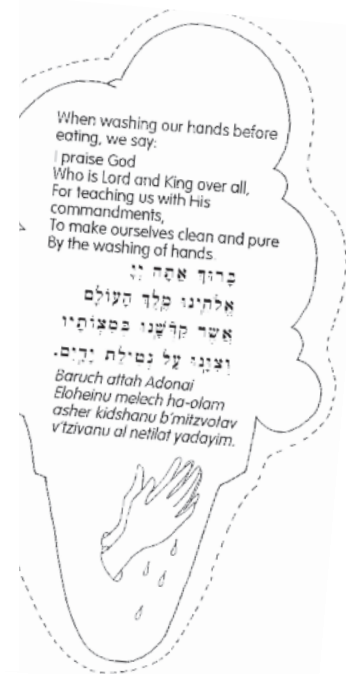 When washing our hands before
eating, we say:
I praise God
Who is Lord and King over all,
For teaching us with His
commandments,
To make ourselves clean and pure
By the washing of hands.
בָּרוּךְ אַתָּה יְיָ
אֱלֹהֵינוּ מֶלֶךְ הָעוֹלָם
אֲשֶׁר קִדְּשָׁנוּ בְּמִצְוֹתָיו
וְצִוָּנוּ עַל נְטִילַת יָדַיִם.
Baruch attah Adonai
Eloheinu melech ha-olam
asher kidshanu b'mitzvotav
v'tzivanu al netilat yadayim.